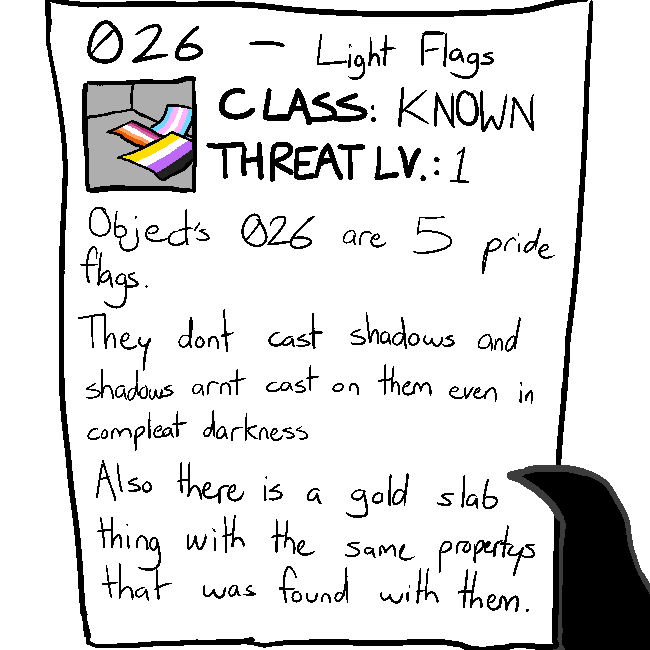 026 - Light Flags
CLASS: KNOWN
THREAT LV.: 1
Objects 026 are 5 pride
flags.
They dont cast shadows and
shadows arnt cast on them even in
compleat darkness
Also there is a gold slab
thing with the same propertys
that was found with them.